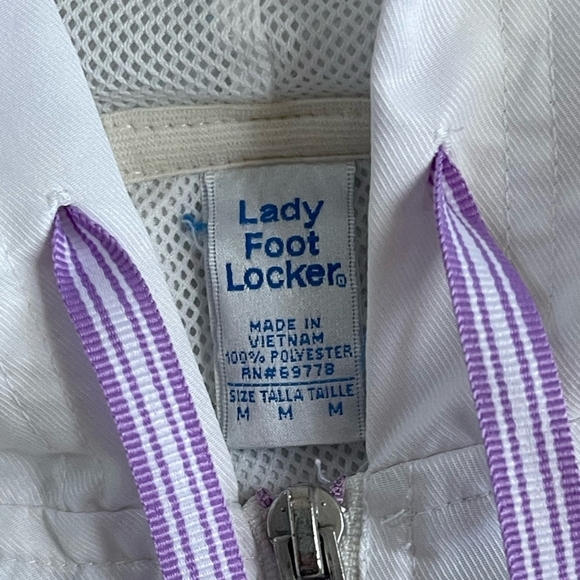 Lady
Foot
Locker®
MADE IN
VIETNAM
100% POLYESTER
RN#69778
SIZE TALLA TAILLE
M M M